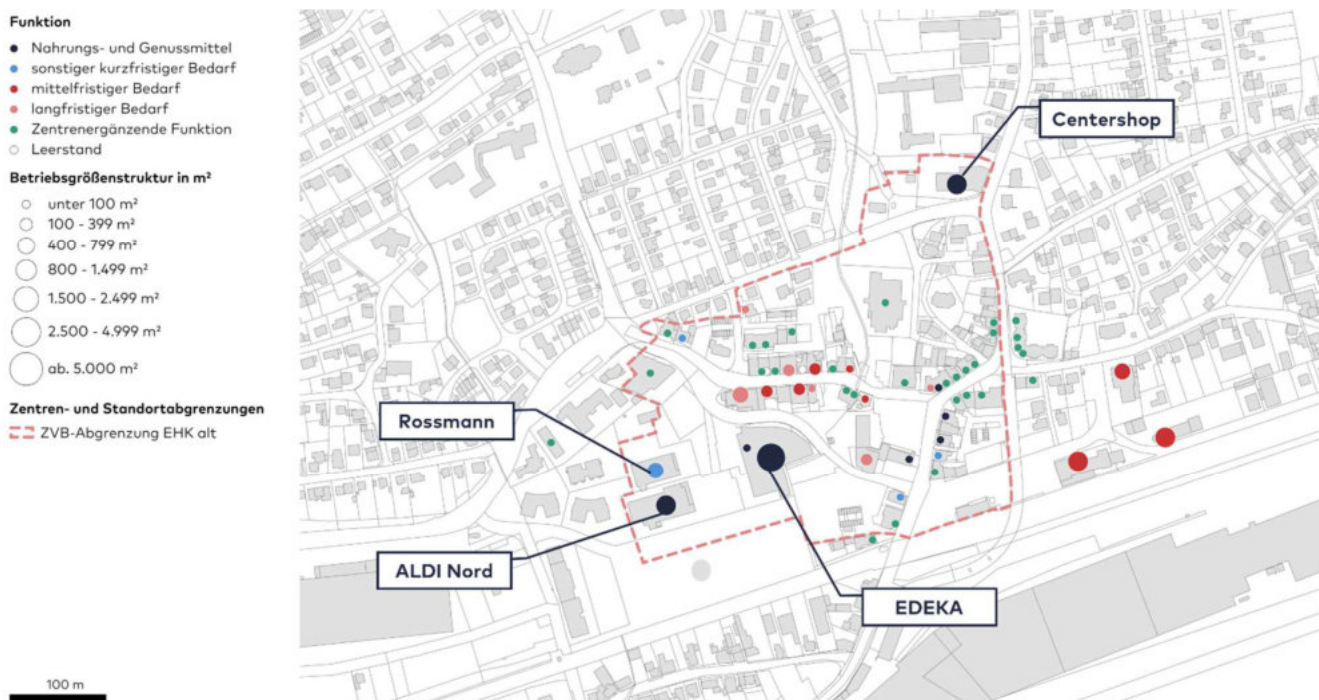 Funktion
Nahrungs- und Genussmittel
sonstiger kurzfristiger Bedarf
mittelfristiger Bedarf
langfristiger Bedarf
Zentrenergänzende Funktion
Leerstand
Betriebsgrößenstruktur in m²
unter 100 m²
100 - 399 m²
400 - 799 m²
800 - 1.499 m²
1.500 - 2.499 m²
2.500 - 4.999 m²
ab. 5.000 m²
Zentren- und Standortabgrenzungen
ZVB-Abgrenzung EHK alt
100 m
Centershop
Rossmann
ALDI Nord
EDEKA